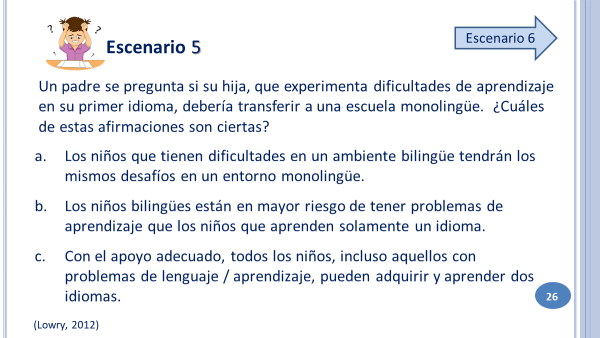 Escenario 5
Escenario 6
Un padre se pregunta si su hija, que experimenta dificultades de aprendizaje
en su primer idioma, debería transferir a una escuela monolingüe. ¿Cuáles
de estas afirmaciones son ciertas?
a. Los niños que tienen dificultades en un ambiente bilingüe tendrán los
mismos desafíos en un entorno monolingüe.
b. Los niños bilingües están en mayor riesgo de tener problemas de
aprendizaje que los niños que aprenden solamente un idioma.
c. Con el apoyo adecuado, todos los niños, incluso aquellos con
problemas de lenguaje / aprendizaje, pueden adquirir y aprender dos
idiomas.
26
(Lowry, 2012)